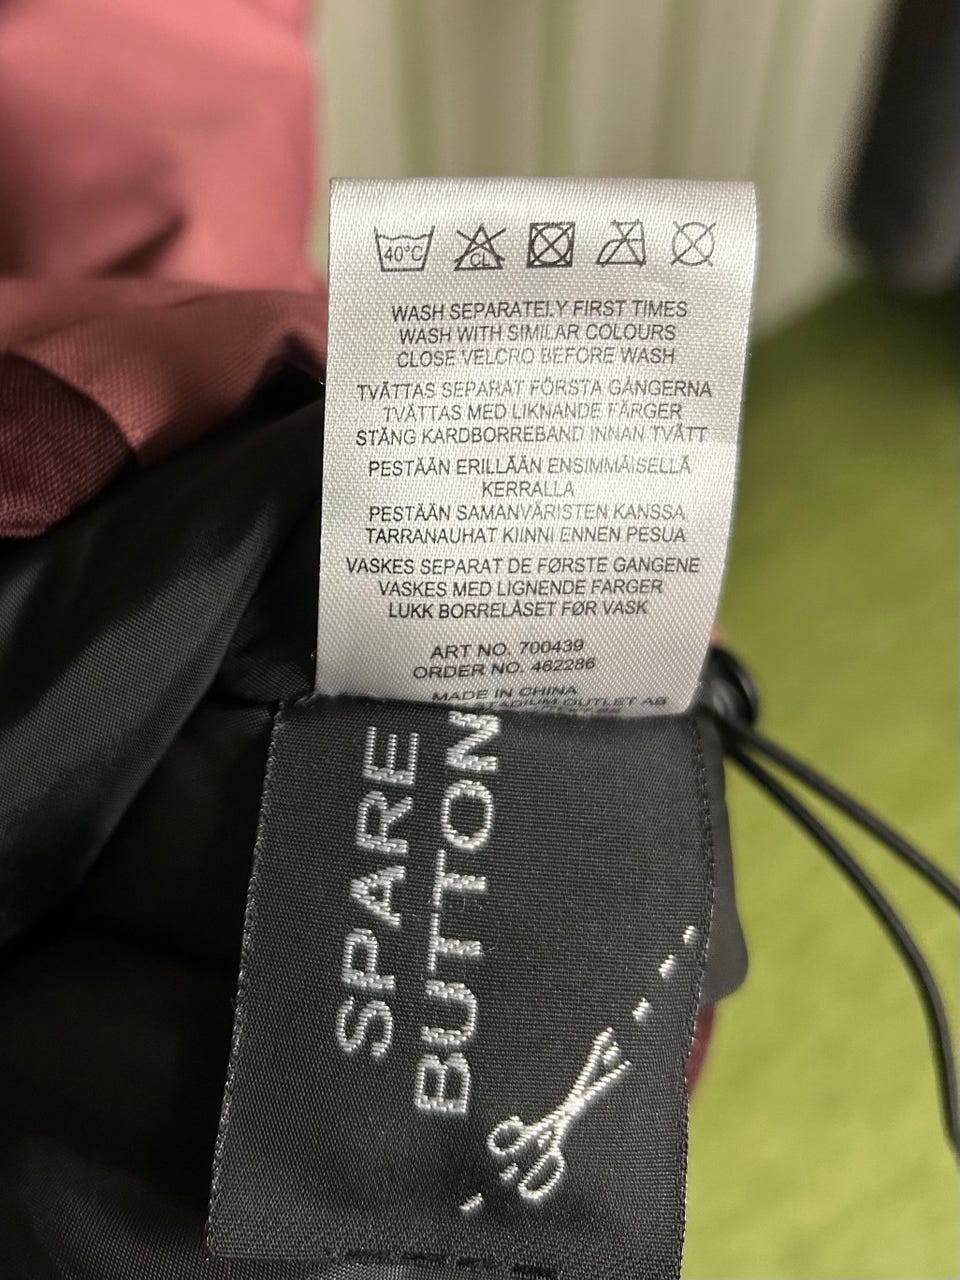 40°C CL
WASH SEPARATELY FIRST TIMES
WASH WITH SIMILAR COLOURS
CLOSE VELCRO BEFORE WASH
TVÄTTAS SEPARAT FÖRSTA GÅNGERNA
TVÄTTAS MED LIKNANDE FÄRGER
STÄNG KARDBORREBAND INNAN TVÄTT
PESTÄÄN ERILLÄÄN ENSIMMÄISELLÄ
KERRALLA
PESTÄÄN SAMANVÄRISTEN KANSSA
TARRANAUHAT KIINNI ENNEN PESUA
VASKES SEPARAT DE FØRSTE GANGENE
VASKES MED LIGNENDE FARGER
LUKK BORRELÅSET FØR VASK
ART NO. 700439
ORDER NO. 462286
MADE IN CHINA
STADIUM OUTLET AB
SPARE
BUTTON